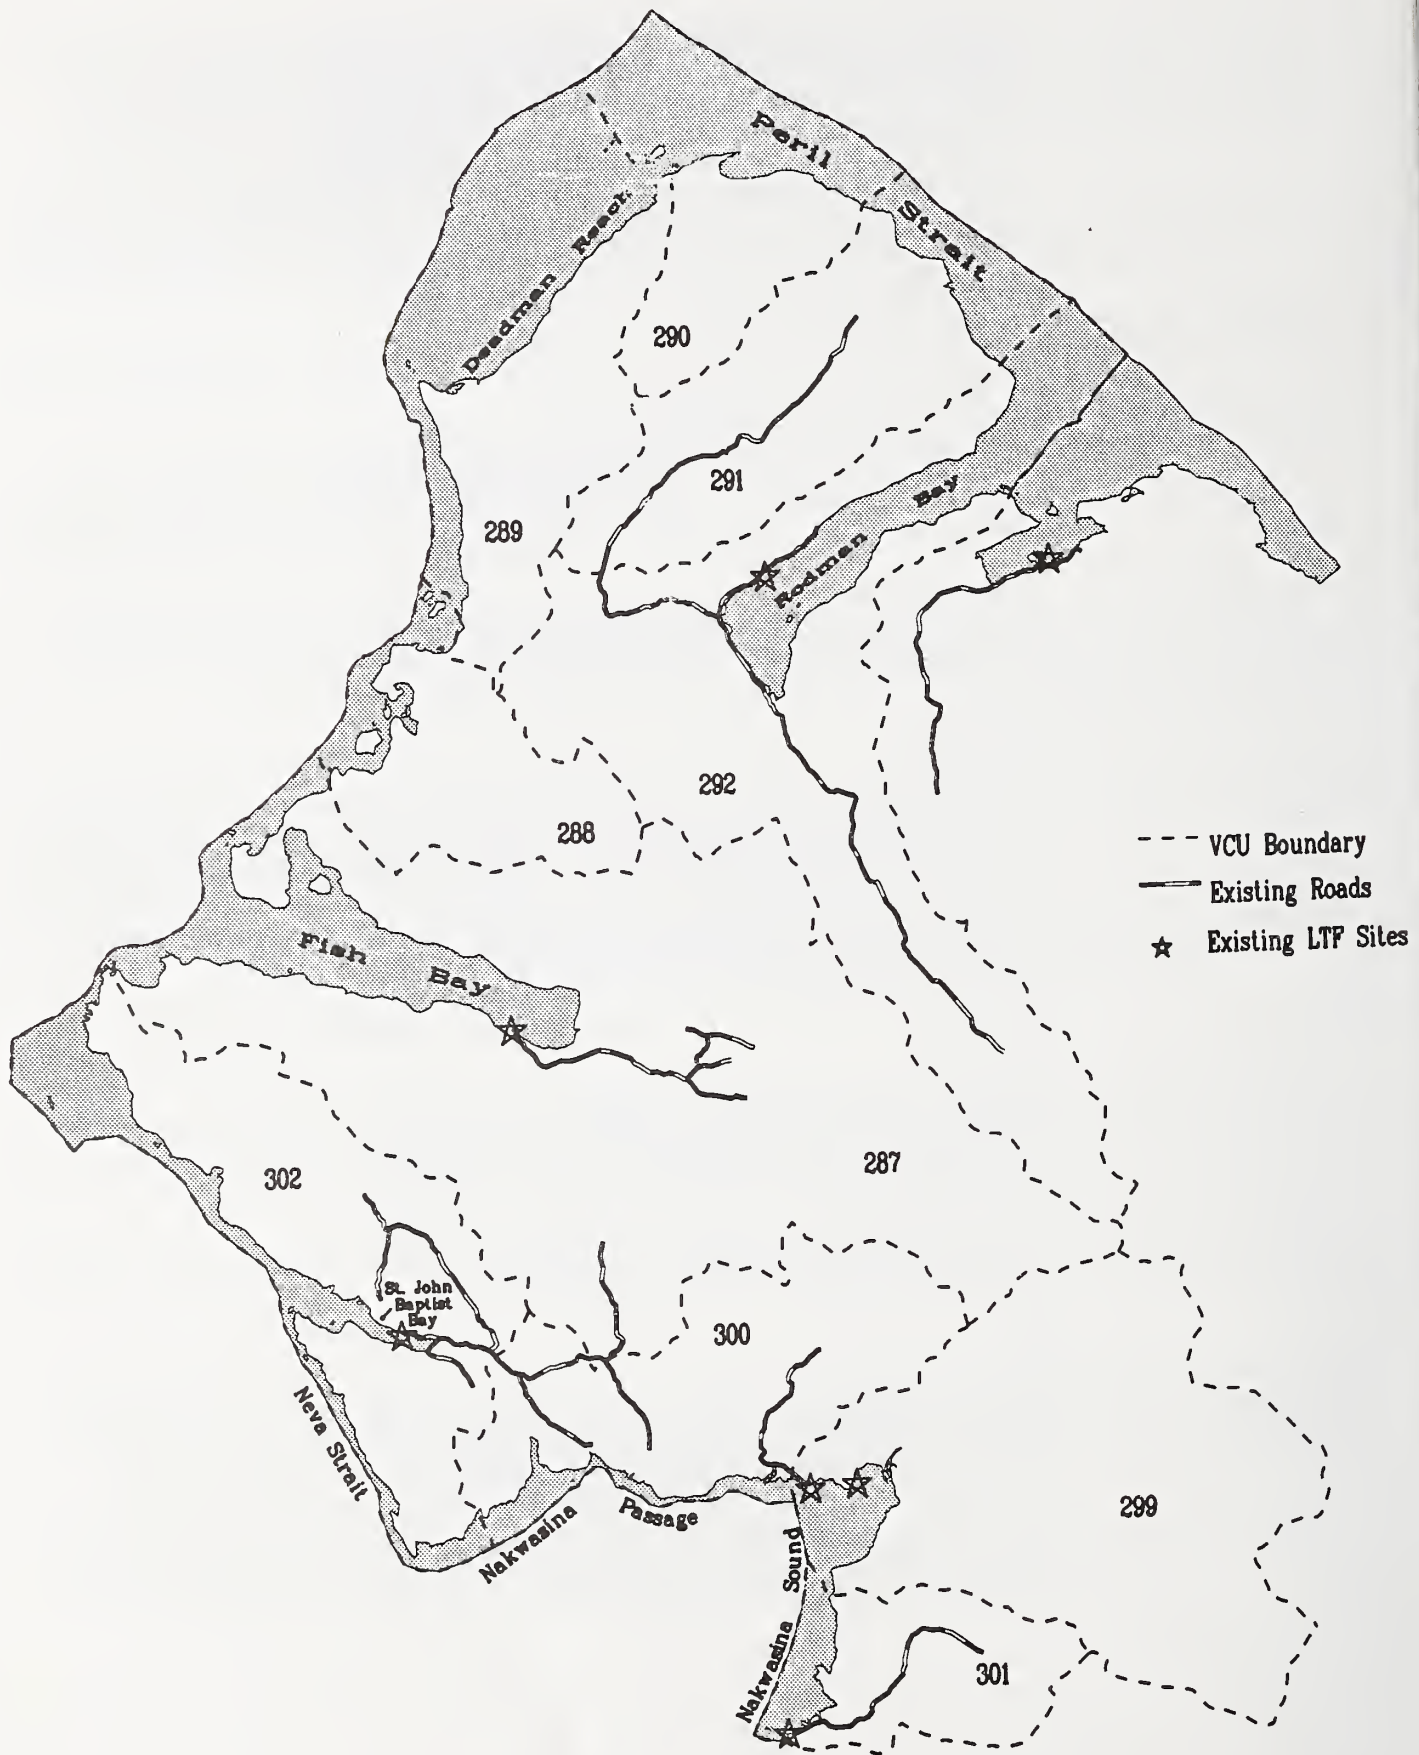 Peril
Strait
Deadman Reach
290
291
289
Rodman Bay
292
288
VCU Boundary
Existing Roads
Existing LTF Sites
Fish Bay
287
302
St. John
Baptist
Bay
300
Neva Strait
Nakwasina
Passage
299
Nakwasina Sound
301